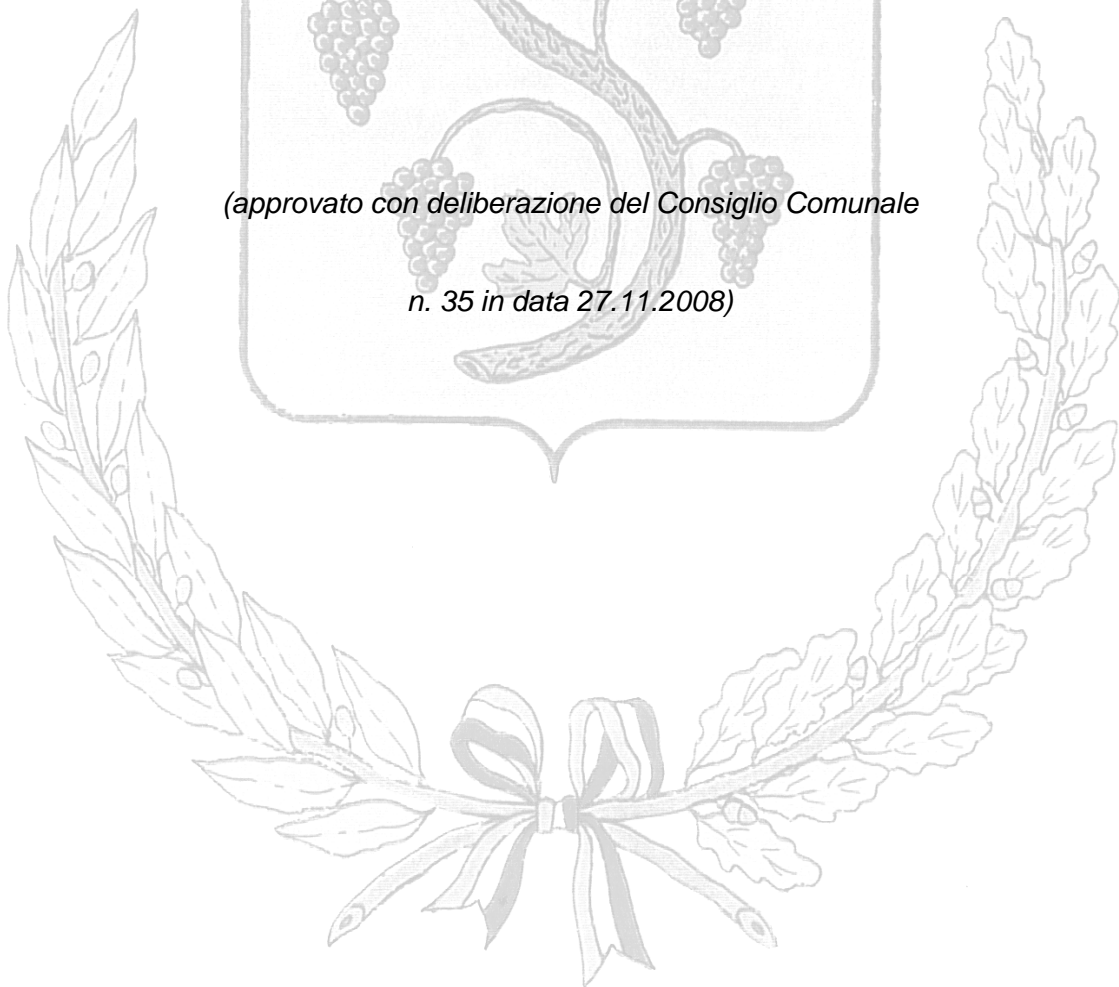 (approvato con deliberazione del Consiglio Comunale
n. 35 in data 27.11.2008)